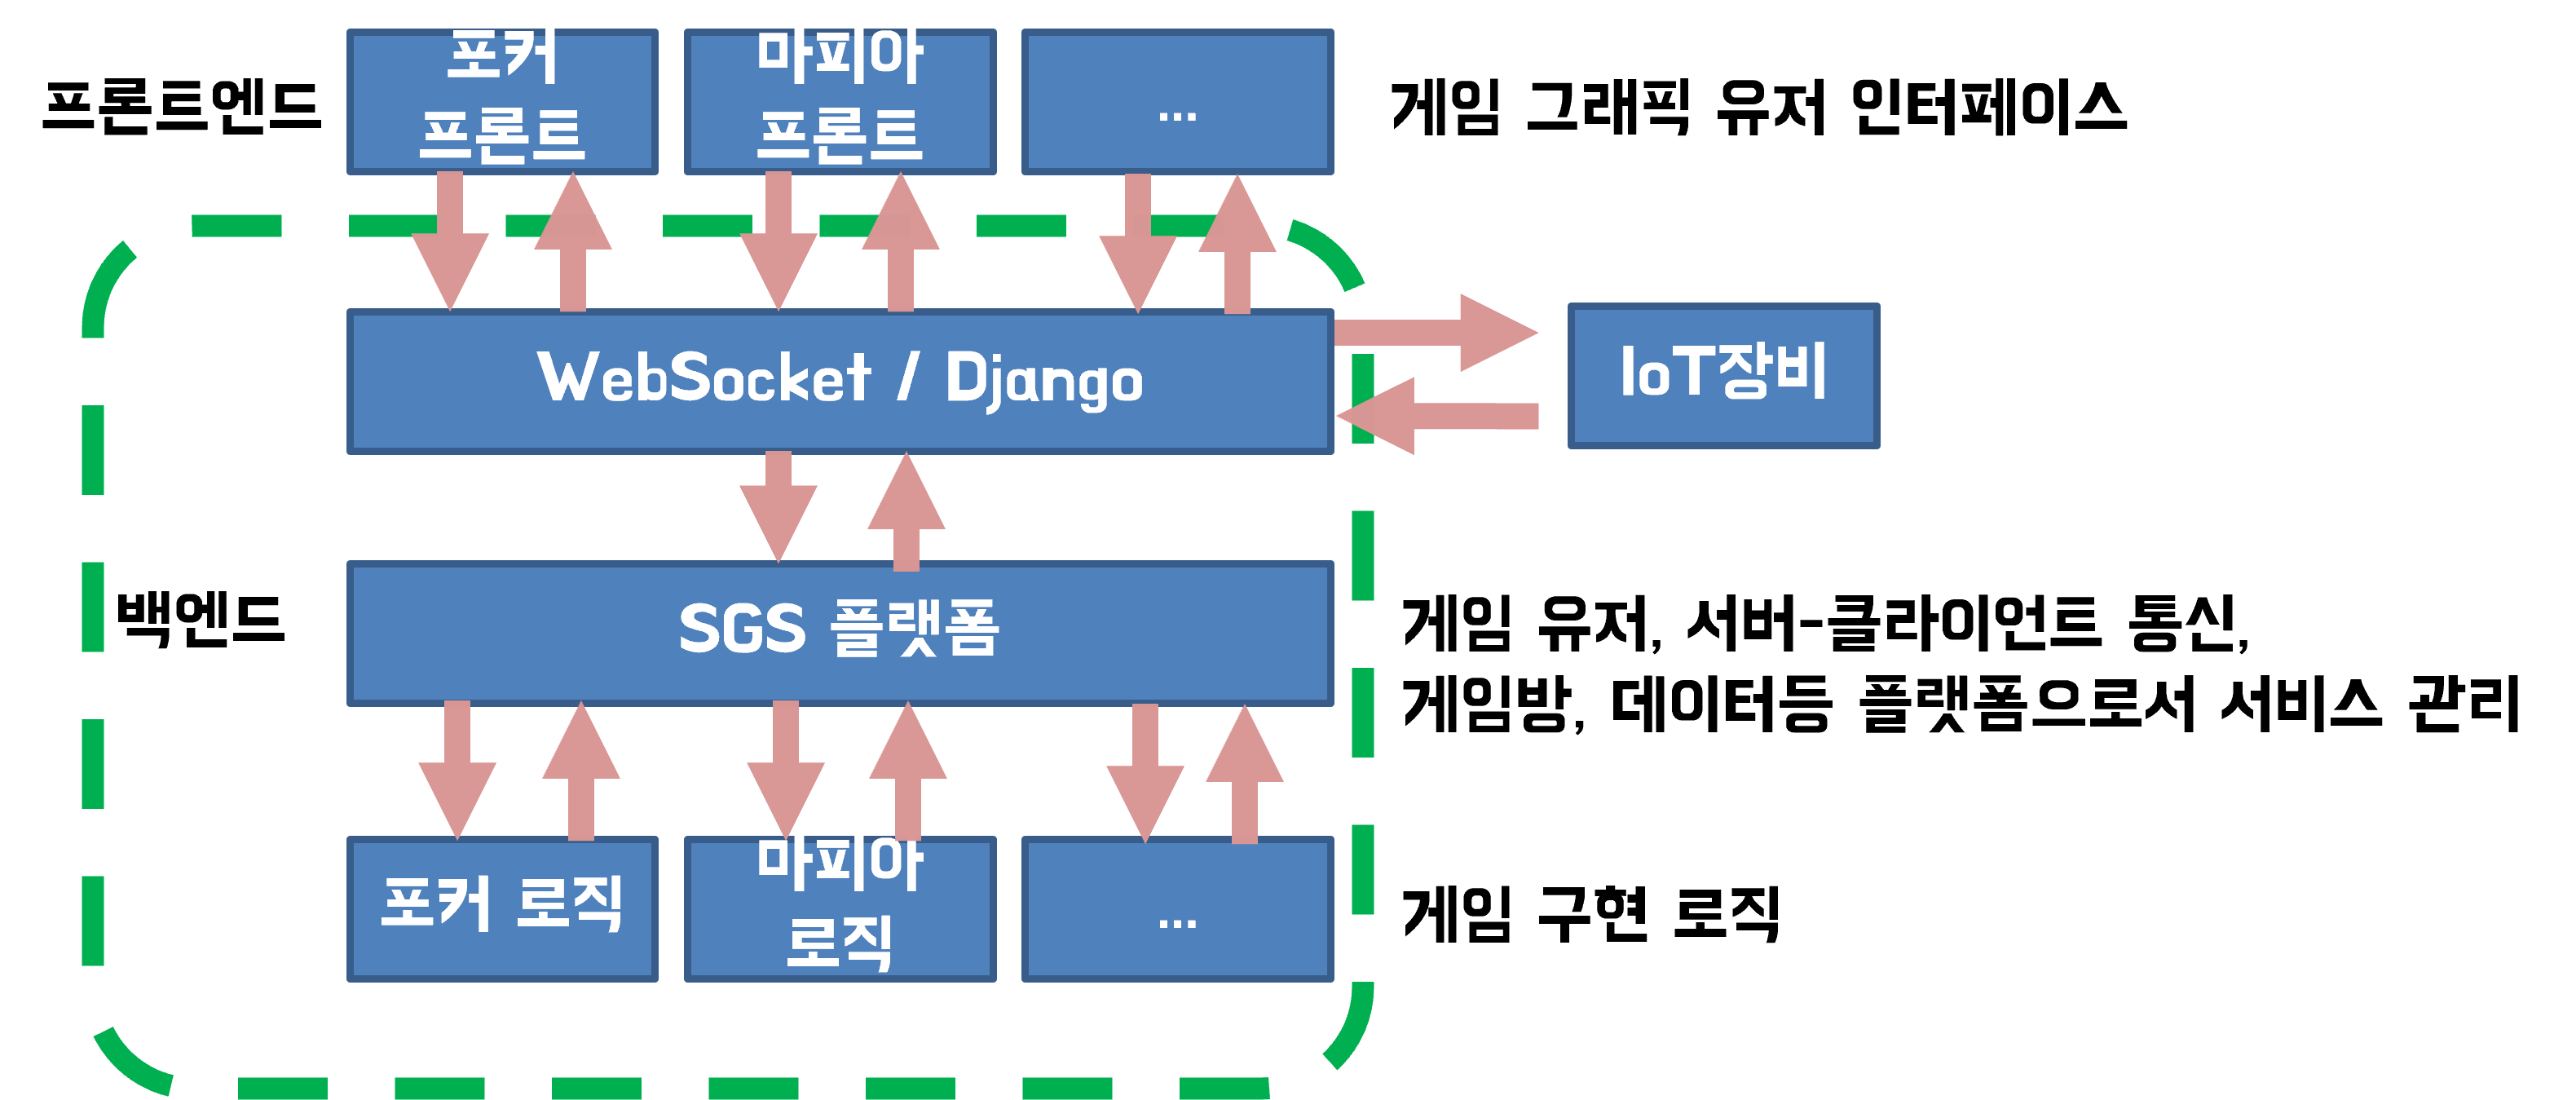 프론트엔드
포커
프론트
마피아
프론트
...
게임 그래픽 유저 인터페이스
WebSocket / Django
IoT장비
백엔드
SGS 플랫폼
게임 유저, 서버-클라이언트 통신,
게임방, 데이터등 플랫폼으로서 서비스 관리
포커 로직
마피아
로직
...
게임 구현 로직